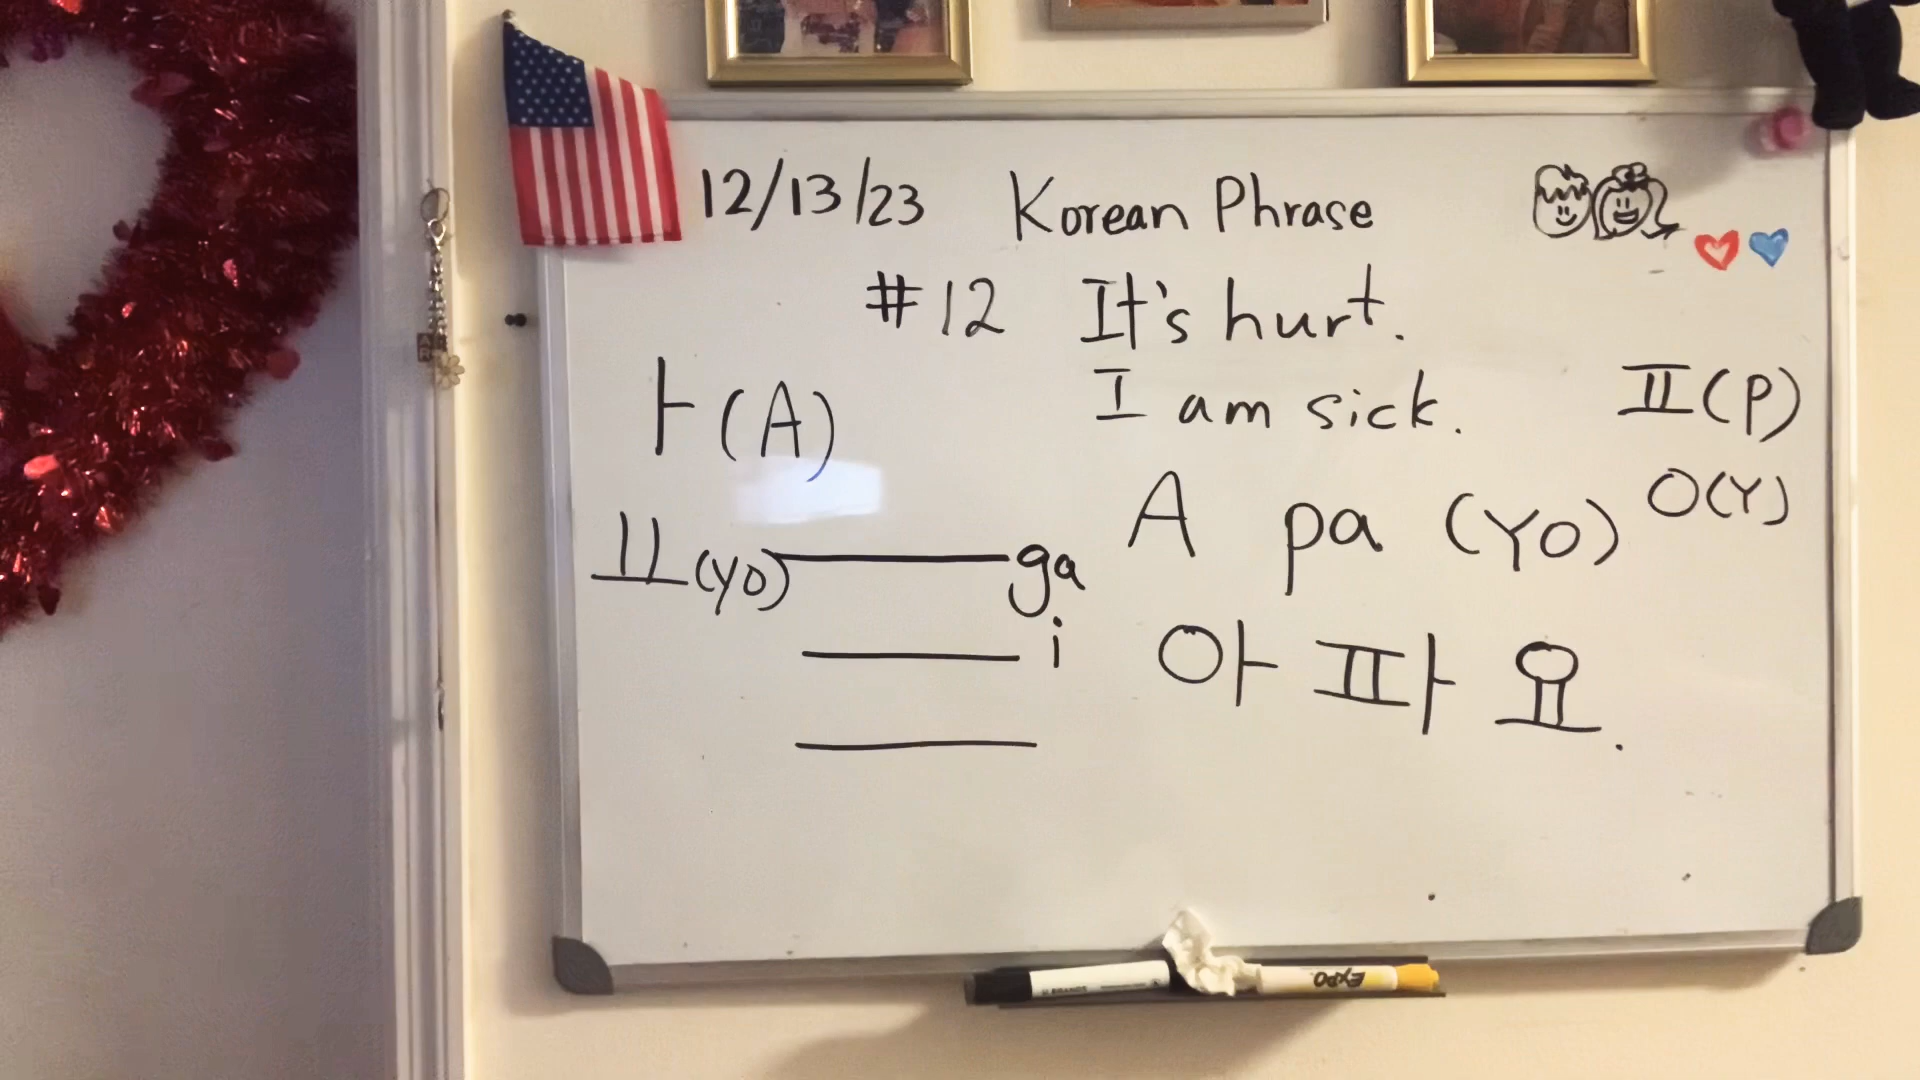 12/13/23 Korean Phrase
#12 It's hurt.
I am sick.
ㅏ(A)
ㅍ(P)
ㅇ(Y)
ㅛ(YO)
ga
i
A pa (YO)
아 파 요.
EXPO